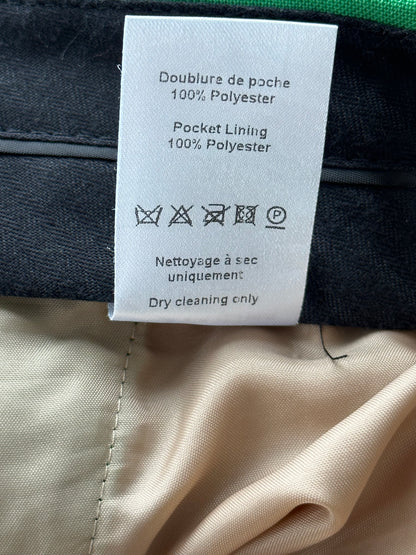 Doublure de poche
100% Polyester
Pocket Lining
100% Polyester
P
Nettoyage à sec
uniquement
Dry cleaning only